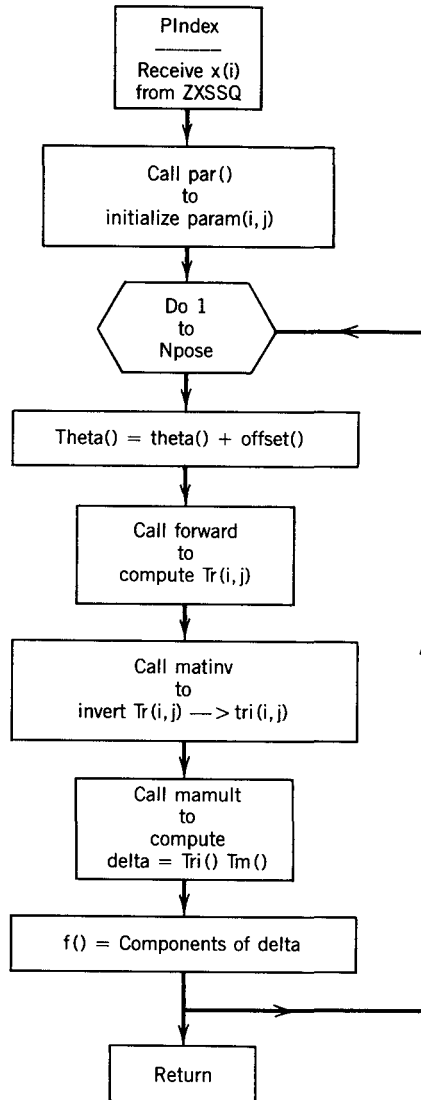 PIndex
Receive x(i)
from ZXSSQ
Call par()
to
initialize param(i,j)
Do 1
to
Npose
Theta() = theta() + offset()
Call forward
to
compute Tr(i,j)
Call matinv
to
invert Tr(i,j) —> tri(i,j)
Call mamult
to
compute
delta = Tri() Tm()
f() = Components of delta
Return